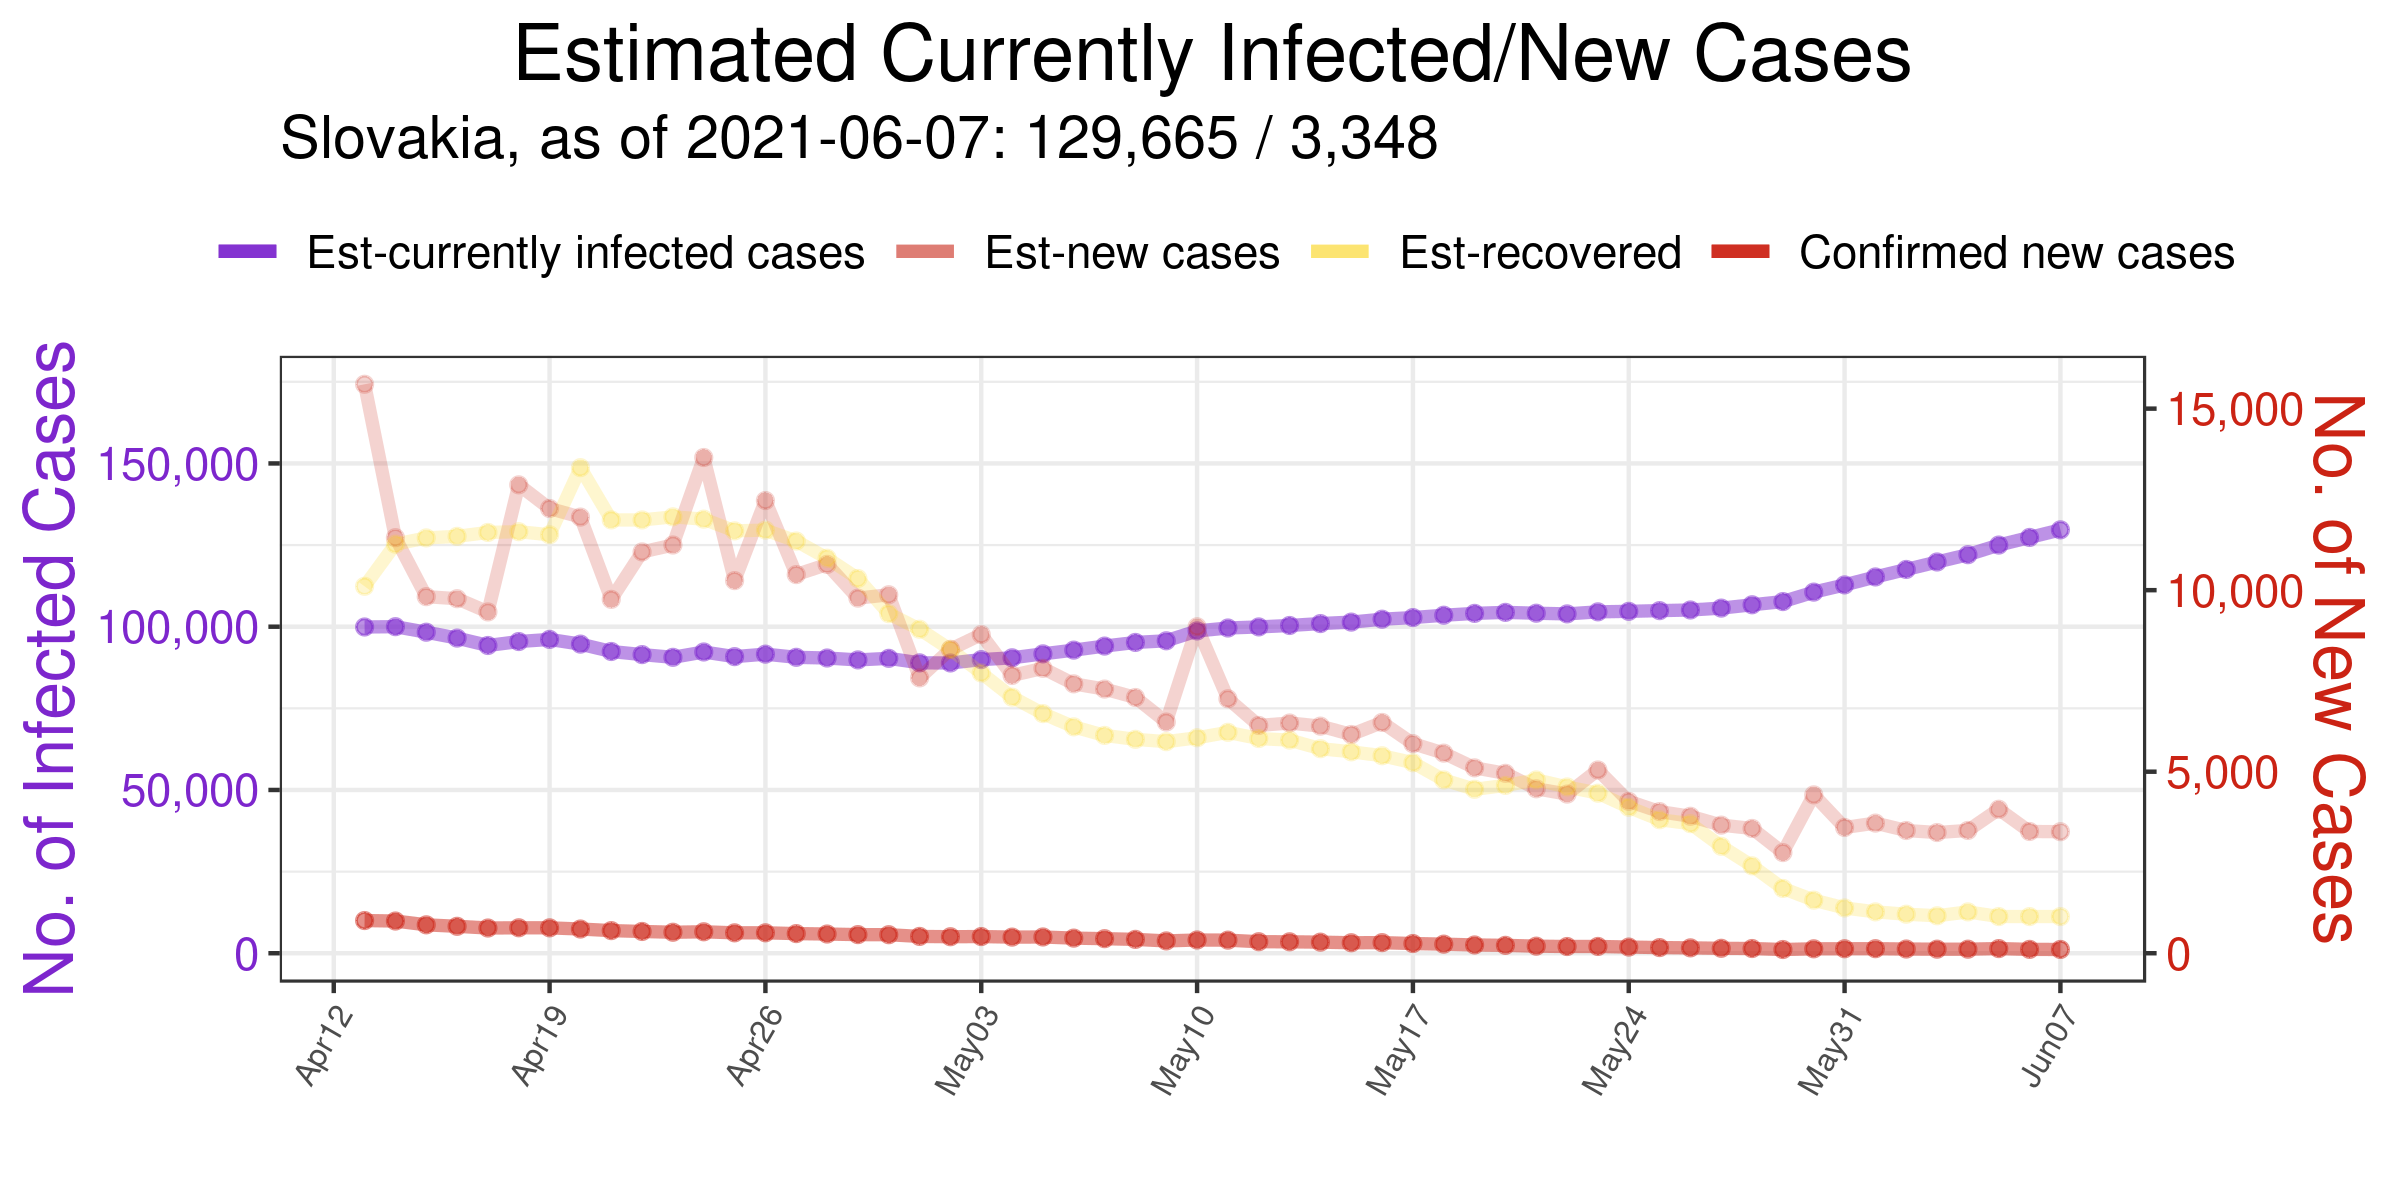 Estimated Currently Infected/New Cases
Slovakia, as of 2021-06-07: 129,665 / 3,348
Est-currently infected cases Est-new cases Est-recovered Confirmed new cases
No. of Infected Cases
150,000
100,000
50,000
0
15,000
10,000
5,000
0
No. of New Cases
Apr12 Apr19 Apr26 May03 May10 May17 May24 May31 Jun07